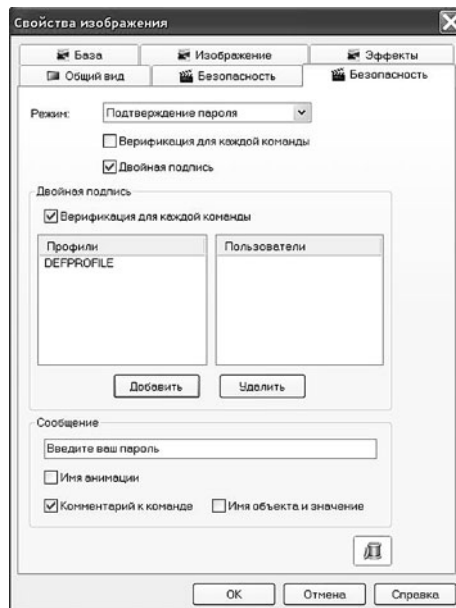 Свойства изображения
База Изображение Эффекты
Общий вид Безопасность Безопасность
Режим: Подтверждение пароля
Верификация для каждой команды
Двойная подпись
Двойная подпись
Верификация для каждой команды
Профили Пользователи
DEFPROFILE
Добавить Удалить
Сообщение
Введите ваш пароль
Имя анимации
Комментарий к команде Имя объекта и значение
OK Отмена Справка